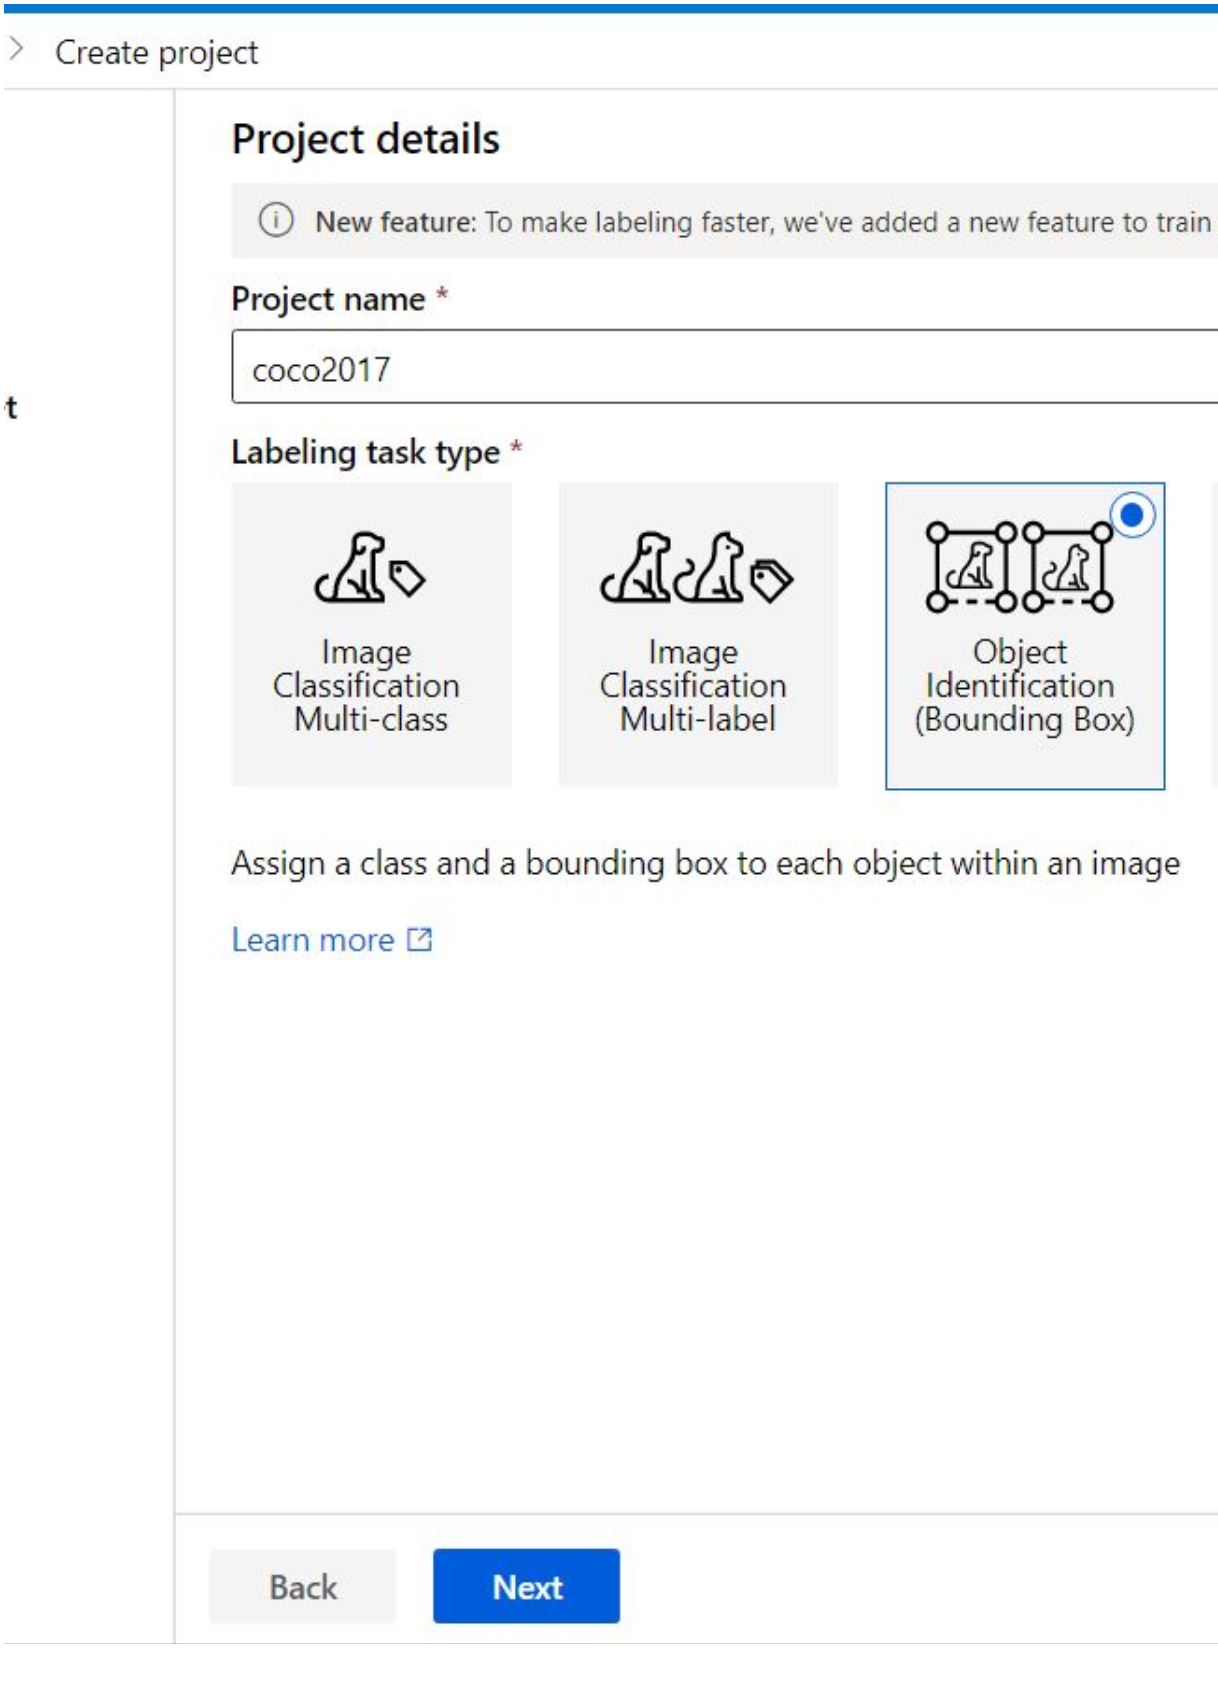 Create project
Project details
New feature: To make labeling faster, we've added a new feature to train
Project name *
coco2017
t
Labeling task type *
Image
Classification
Multi-class
Image
Classification
Multi-label
Object
Identification
(Bounding Box)
Assign a class and a bounding box to each object within an image
Learn more
Back
Next